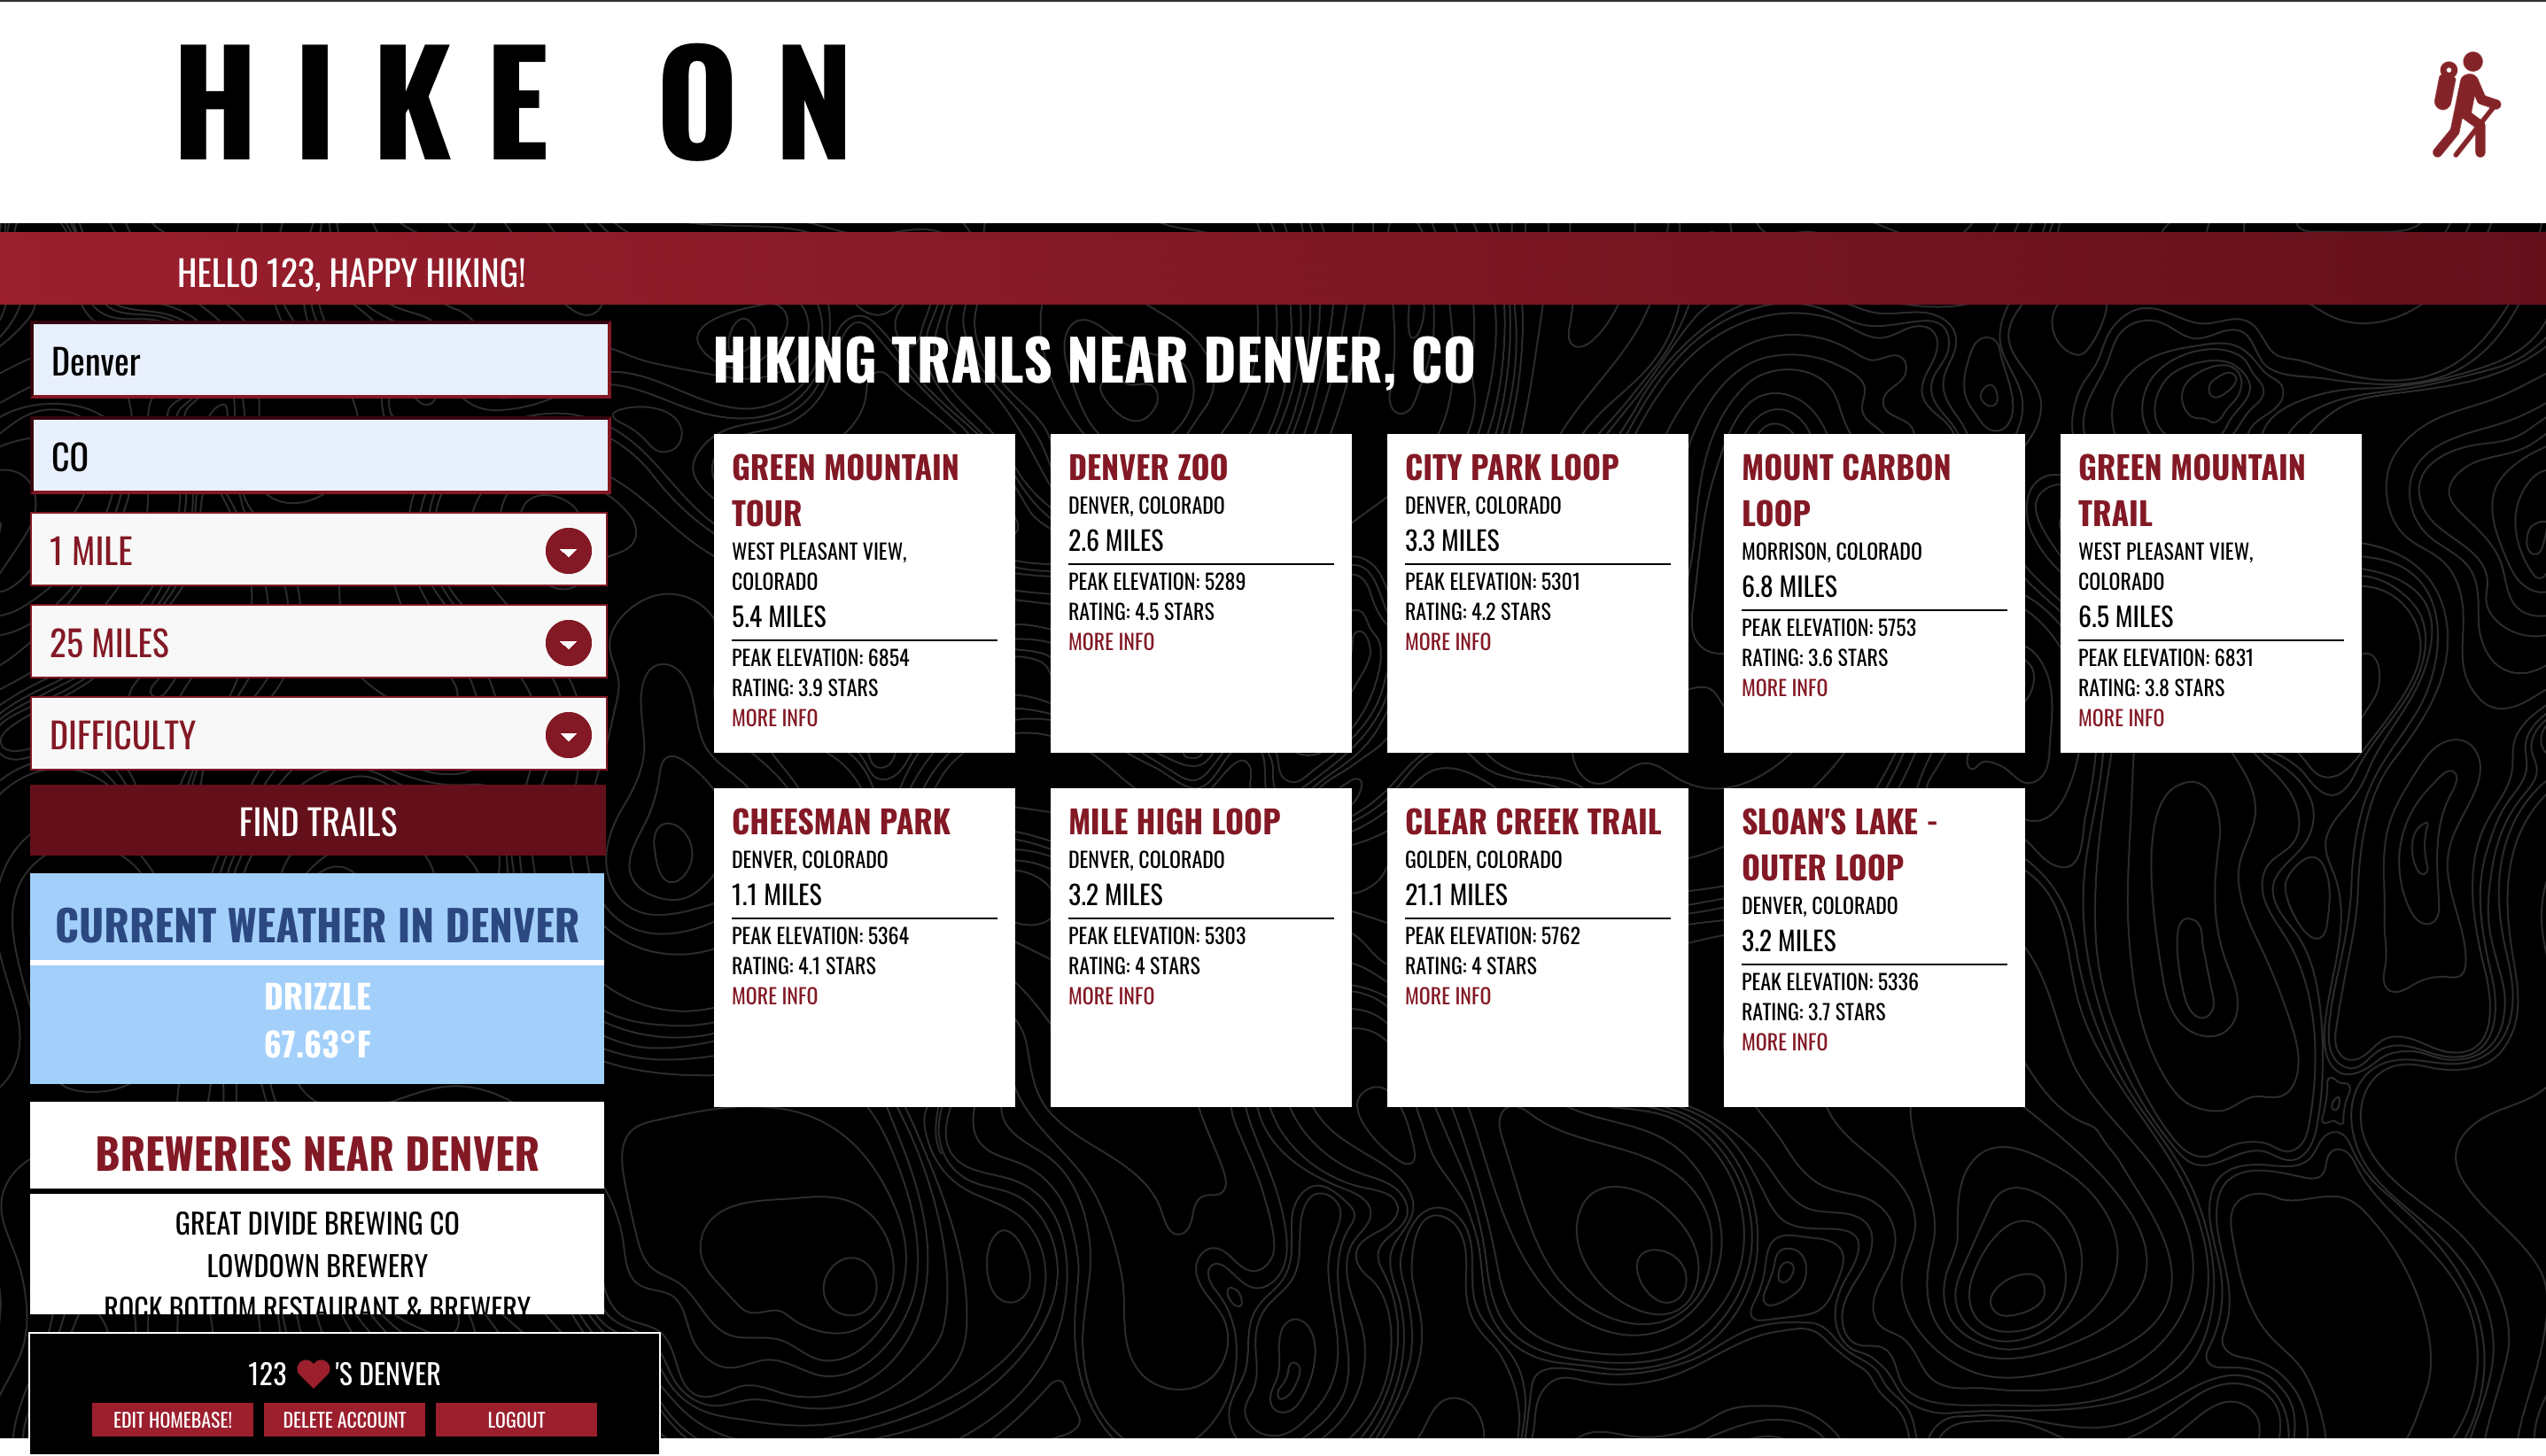 HIKE ON
HELLO 123, HAPPY HIKING!
Denver
CO
1 MILE
25 MILES
DIFFICULTY
FIND TRAILS
CURRENT WEATHER IN DENVER
DRIZZLE
67.63°F
BREWERIES NEAR DENVER
GREAT DIVIDE BREWING CO
LOWDOWN BREWERY
ROCK BOTTOM RESTAURANT & BREWERY
123 ❤'S DENVER
EDIT HOMEBASE!
DELETE ACCOUNT
LOGOUT
HIKING TRAILS NEAR DENVER, CO
GREEN MOUNTAIN
TOUR
WEST PLEASANT VIEW,
COLORADO
5.4 MILES
PEAK ELEVATION: 6854
RATING: 3.9 STARS
MORE INFO
DENVER ZOO
DENVER, COLORADO
2.6 MILES
PEAK ELEVATION: 5289
RATING: 4.5 STARS
MORE INFO
CITY PARK LOOP
DENVER, COLORADO
3.3 MILES
PEAK ELEVATION: 5301
RATING: 4.2 STARS
MORE INFO
MOUNT CARBON
LOOP
MORRISON, COLORADO
6.8 MILES
PEAK ELEVATION: 5753
RATING: 3.6 STARS
MORE INFO
GREEN MOUNTAIN
TRAIL
WEST PLEASANT VIEW,
COLORADO
6.5 MILES
PEAK ELEVATION: 6831
RATING: 3.8 STARS
MORE INFO
CHEESMAN PARK
DENVER, COLORADO
1.1 MILES
PEAK ELEVATION: 5364
RATING: 4.1 STARS
MORE INFO
MILE HIGH LOOP
DENVER, COLORADO
3.2 MILES
PEAK ELEVATION: 5303
RATING: 4 STARS
MORE INFO
CLEAR CREEK TRAIL
GOLDEN, COLORADO
21.1 MILES
PEAK ELEVATION: 5762
RATING: 4 STARS
MORE INFO
SLOAN'S LAKE -
OUTER LOOP
DENVER, COLORADO
3.2 MILES
PEAK ELEVATION: 5336
RATING: 3.7 STARS
MORE INFO